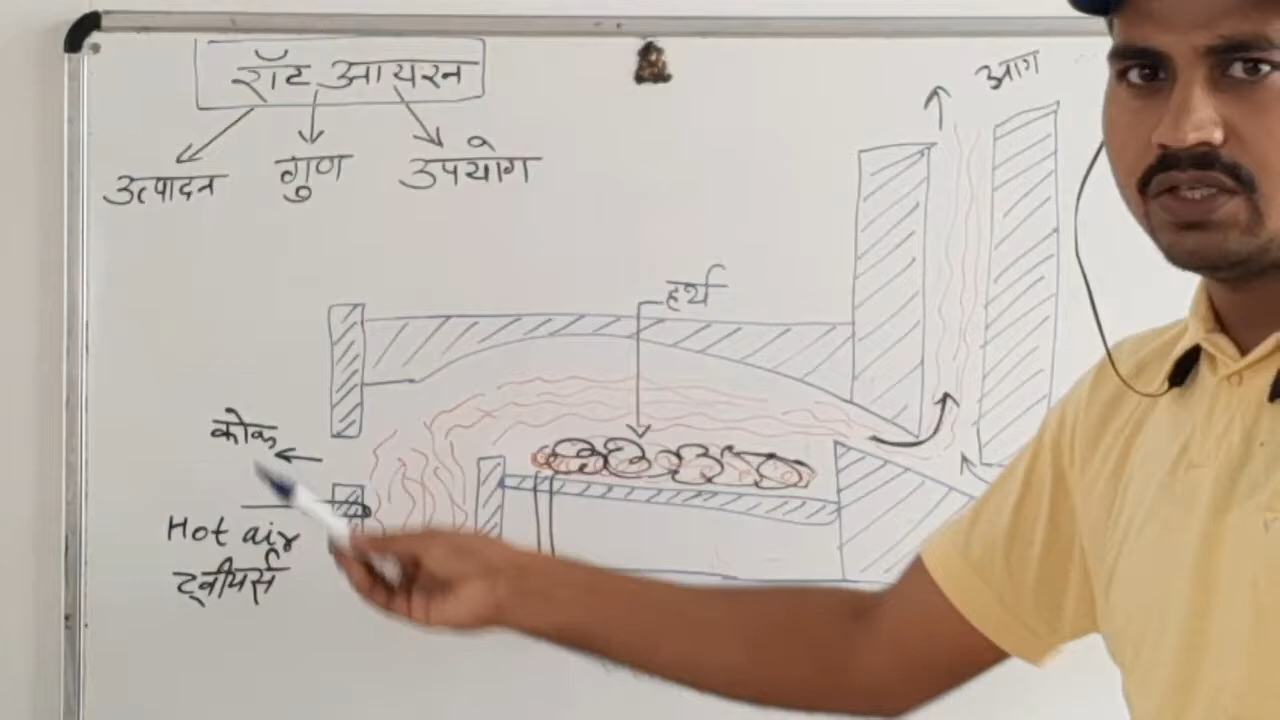 रॉट आयरन
उत्पादन गुण उपयोग
आग
हर्थ
कोक
Hot air
ट्वीयर्स